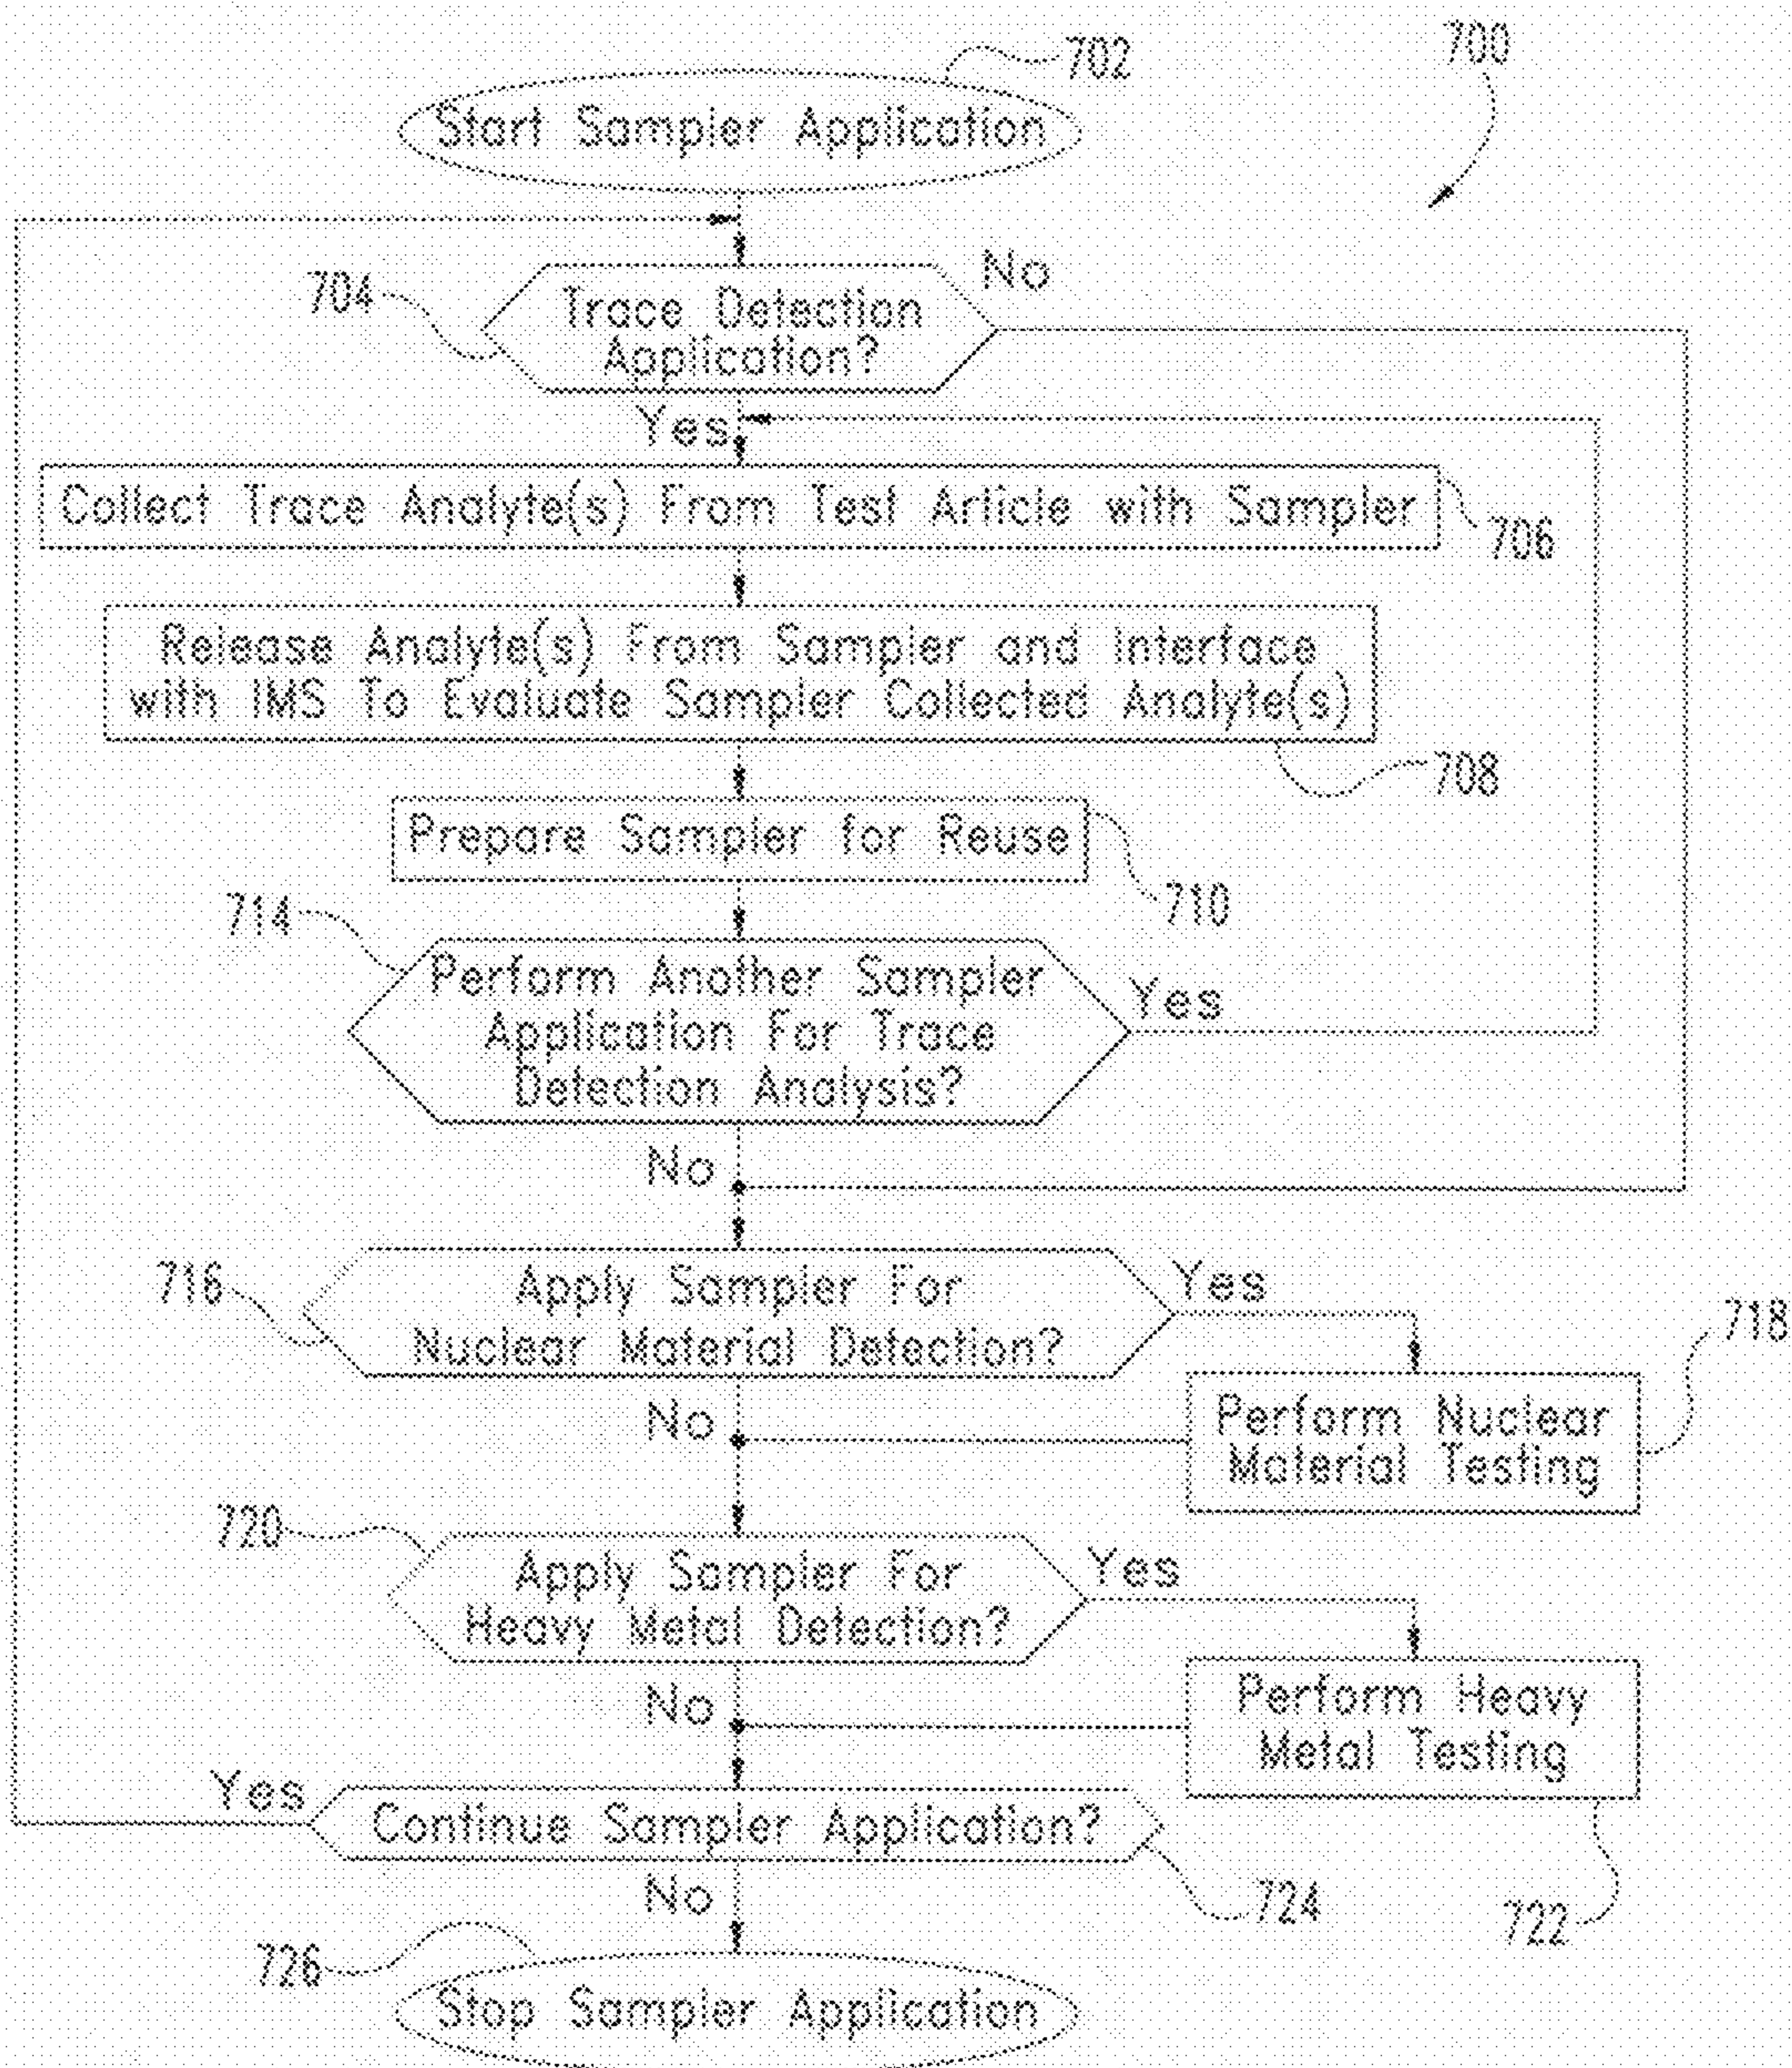 702
700
Start Sampler Application
No
704
Trace Detection
Application?
Yes
Collect Trace Analyte(s) From Test Article with Sampler
706
Release Analyte(s) From Sampler and interface
with IMS To Evaluate Sampler Collected Analyte(s)
708
Prepare Sampler for Reuse
710
714
Perform Another Sampler
Application For Trace
Detection Analysis?
Yes
No
716
Apply Sampler For
Nuclear Material Detection?
Yes
718
No
Perform Nuclear
Material Testing
720
Apply Sampler For
Heavy Metal Detection?
Yes
No
Perform Heavy
Metal Testing
Yes
Continue Sampler Application?
No
724
722
726
Stop Sampler Application